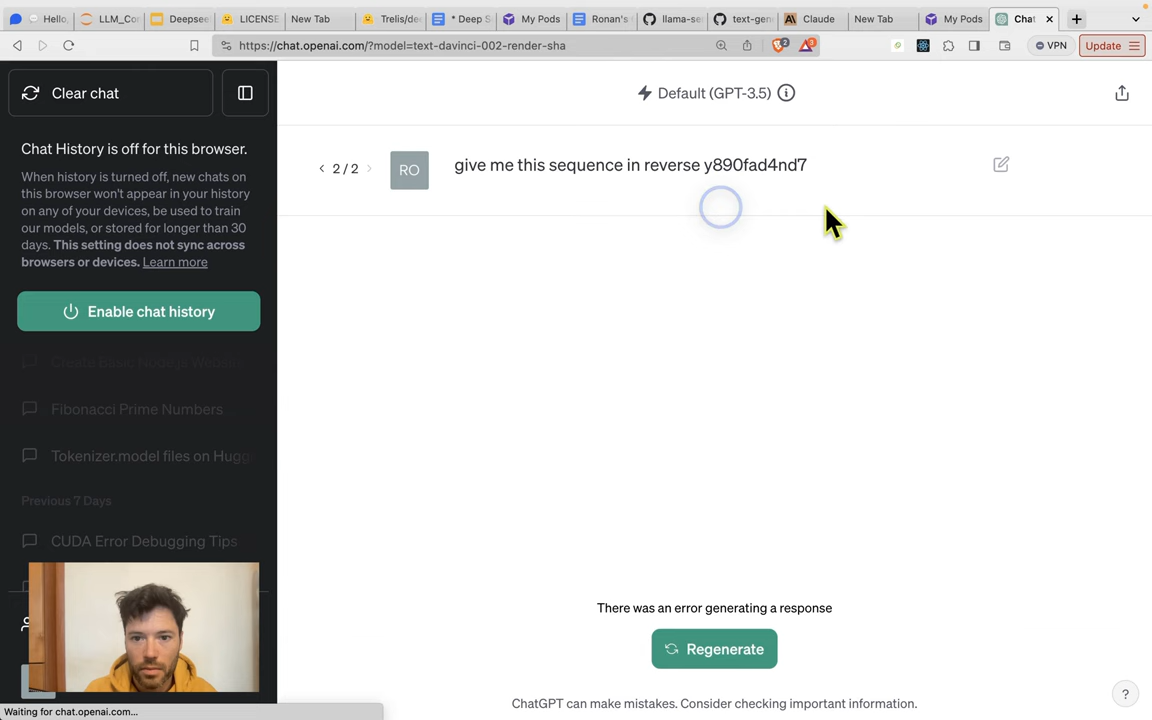 Hello,
LLM_Co
Deepsee
LICENSE
New Tab
Trelis/de
* Deep S
My Pods
Ronan's
llama-se
text-gen
Claude
New Tab
My Pods
Chat
https://chat.openai.com/?model=text-davinci-002-render-sha
2
3
VPN
Update
Clear chat
Default (GPT-3.5)
Chat History is off for this browser.
When history is turned off, new chats on
this browser won't appear in your history
on any of your devices, be used to train
our models, or stored for longer than 30
days. This setting does not sync across
browsers or devices. Learn more
Enable chat history
Create Basic Node.js Website
Fibonacci Prime Numbers
Tokenizer.model files on Hugg
Previous 7 Days
CUDA Error Debugging Tips
2 / 2
RO
give me this sequence in reverse y890fad4nd7
There was an error generating a response
Regenerate
ChatGPT can make mistakes. Consider checking important information.
?
Waiting for chat.openai.com...